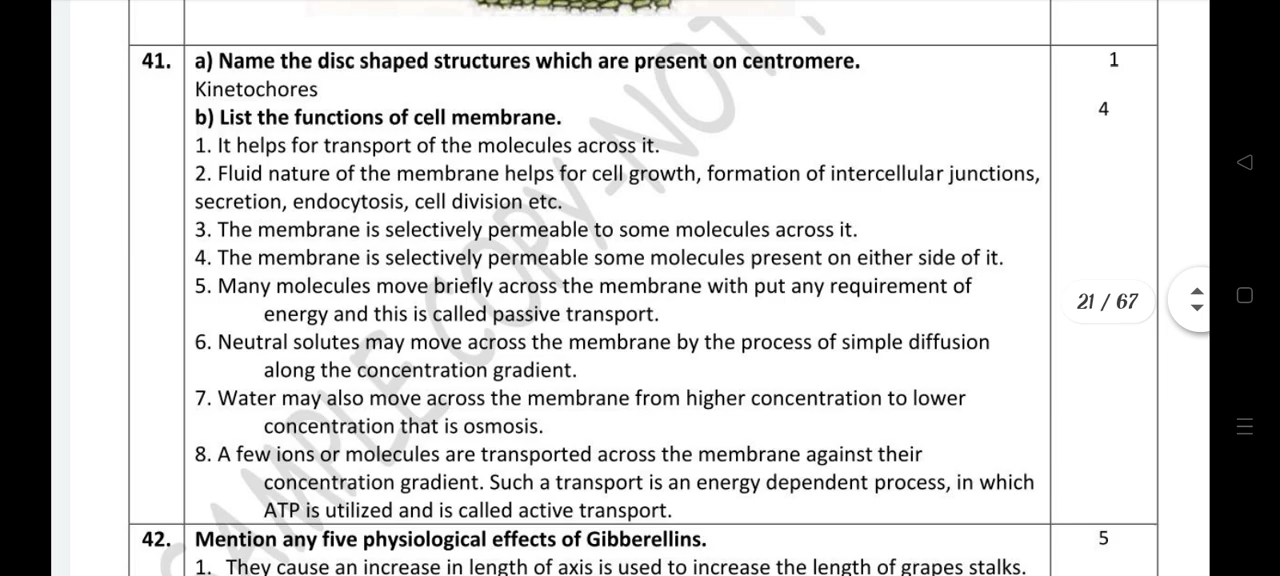 41. a) Name the disc shaped structures which are present on centromere. 1
Kinetochores
b) List the functions of cell membrane. 4
1. It helps for transport of the molecules across it.
2. Fluid nature of the membrane helps for cell growth, formation of intercellular junctions,
secretion, endocytosis, cell division etc.
3. The membrane is selectively permeable to some molecules across it.
4. The membrane is selectively permeable some molecules present on either side of it.
5. Many molecules move briefly across the membrane with put any requirement of
energy and this is called passive transport.
21 / 67
6. Neutral solutes may move across the membrane by the process of simple diffusion
along the concentration gradient.
7. Water may also move across the membrane from higher concentration to lower
concentration that is osmosis.
8. A few ions or molecules are transported across the membrane against their
concentration gradient. Such a transport is an energy dependent process, in which
ATP is utilized and is called active transport.
42. Mention any five physiological effects of Gibberellins. 5
1. They cause an increase in length of axis is used to increase the length of grapes stalks.
SAMPLE COPY-NOT